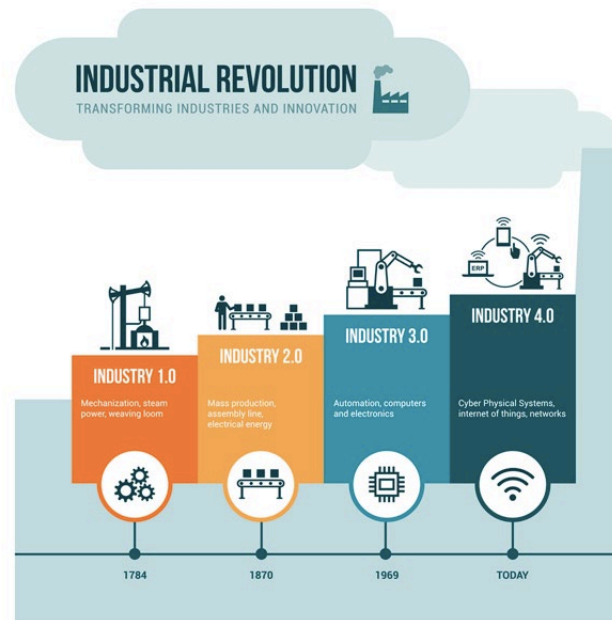 INDUSTRIAL REVOLUTION
TRANSFORMING INDUSTRIES AND INNOVATION
ERP
INDUSTRY 1.0
Mechanization, steam
power, weaving loom
INDUSTRY 2.0
Mass production,
assembly line,
electrical energy
INDUSTRY 3.0
Automation, computers
and electronics
INDUSTRY 4.0
Cyber Physical Systems,
internet of things, networks
1784
1870
1969
TODAY